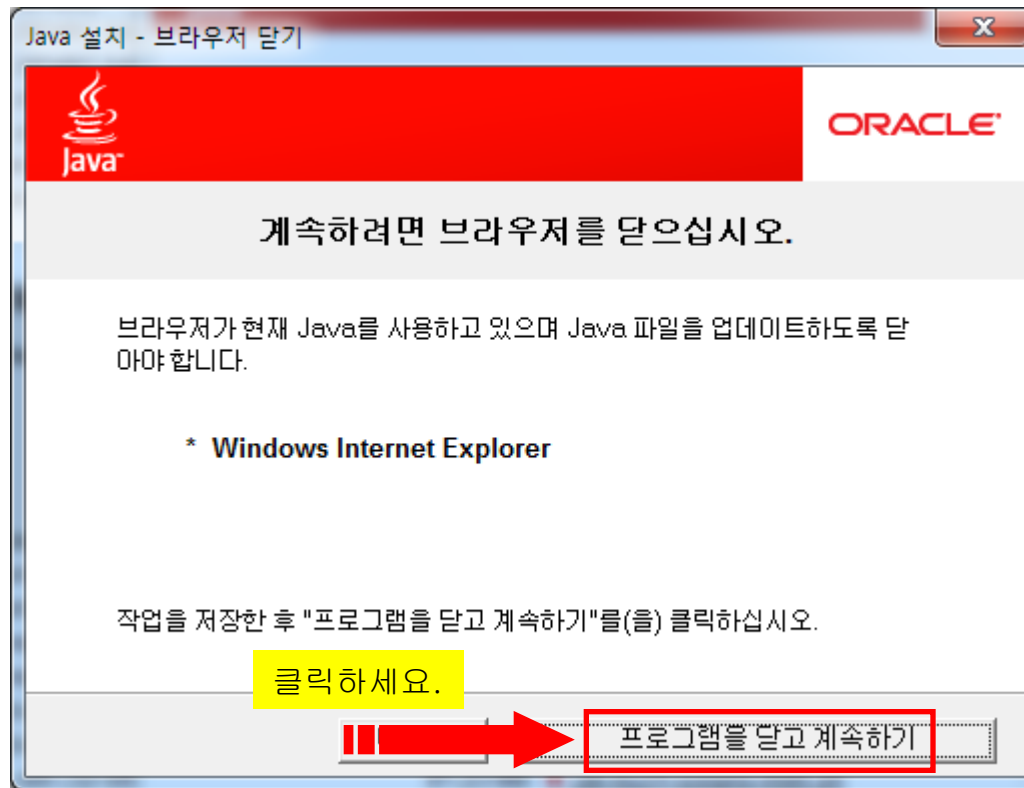 Java 설치 - 브라우저 닫기
Java
ORACLE
계속하려면 브라우저를 닫으십시오.
브라우저가 현재 Java를 사용하고 있으며 Java 파일을 업데이트하도록 닫
아야 합니다.
* Windows Internet Explorer
작업을 저장한 후 "프로그램을 닫고 계속하기"를(을) 클릭하십시오.
클릭하세요.
프로그램을 닫고 계속하기